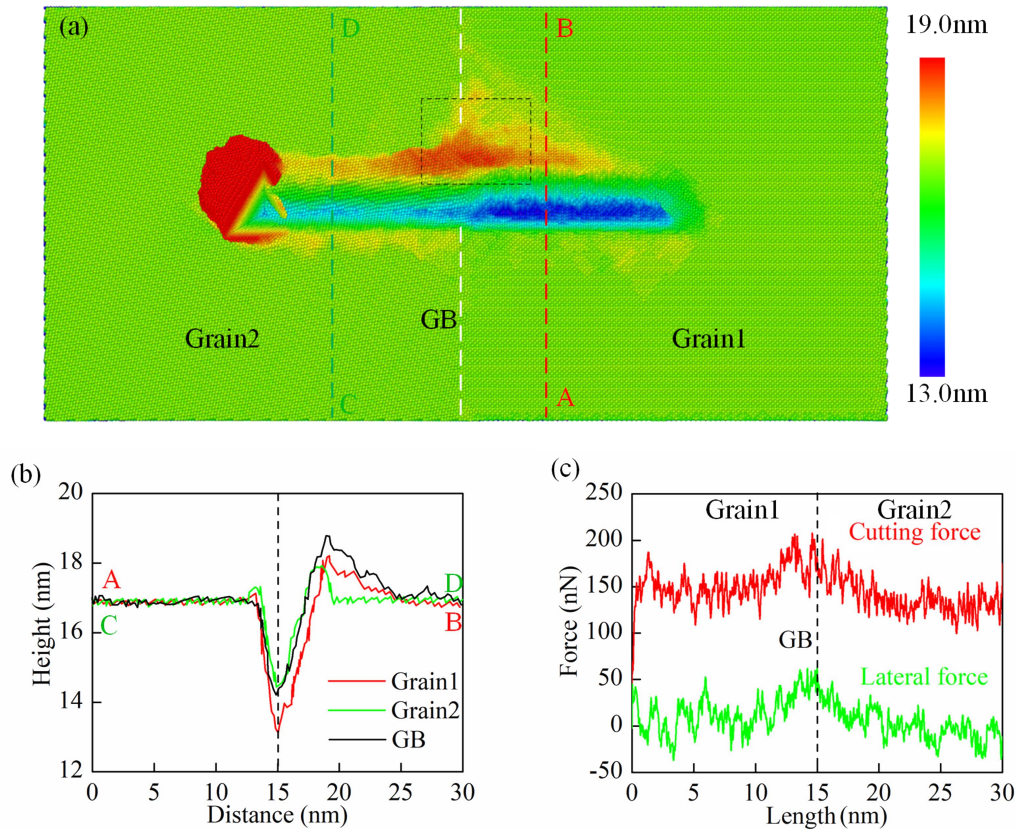 (a)
D
B
19.0nm
GB
Grain2
Grain1
C
A
13.0nm
(b)
20
18
16
14
12
Height (nm)
A
C
D
B
Grain1
Grain2
GB
0 5 10 15 20 25 30
Distance (nm)
(c)
250
200
150
100
50
0
-50
Force (nN)
Grain1
Grain2
Cutting force
GB
Lateral force
0 5 10 15 20 25 30
Length (nm)